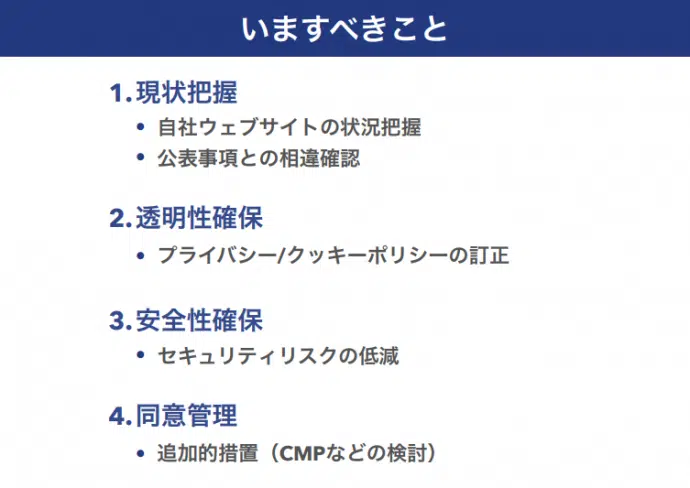 いますべきこと
1.現状把握
• 自社ウェブサイトの状況把握
• 公表事項との相違確認
2.透明性確保
• プライバシー/クッキーポリシーの訂正
3.安全性確保
• セキュリティリスクの低減
4.同意管理
• 追加的措置（CMPなどの検討）